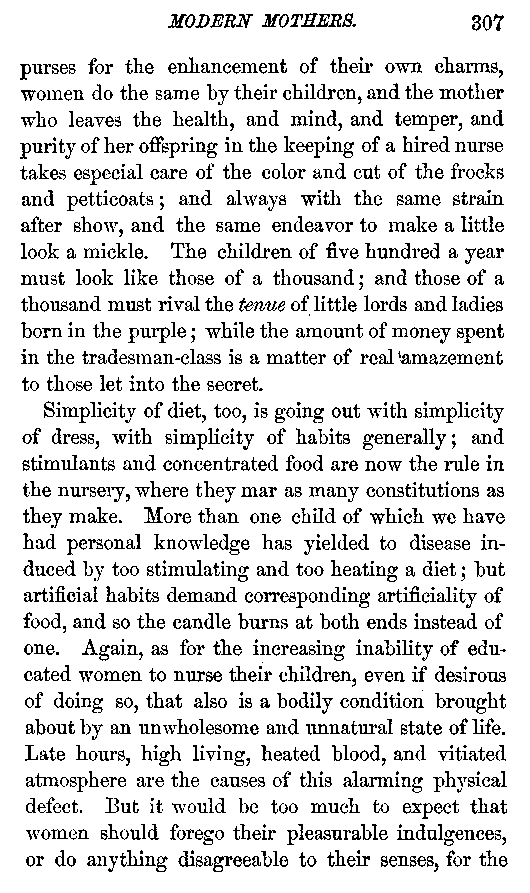 MODERN MOTHERS. 307
purses for the enhancement of their own charms,
women do the same by their children, and the mother
who leaves the health, and mind, and temper, and
purity of her offspring in the keeping of a hired nurse
takes especial care of the color and cut of the frocks
and petticoats; and always with the same strain
after show, and the same endeavor to make a little
look a mickle. The children of five hundred a year
must look like those of a thousand; and those of a
thousand must rival the tenue of little lords and ladies
born in the purple; while the amount of money spent
in the tradesman-class is a matter of real amazement
to those let into the secret.
Simplicity of diet, too, is going out with simplicity
of dress, with simplicity of habits generally; and
stimulants and concentrated food are now the rule in
the nursery, where they mar as many constitutions as
they make. More than one child of which we have
had personal knowledge has yielded to disease in-
duced by too stimulating and too heating a diet; but
artificial habits demand corresponding artificiality of
food, and so the candle burns at both ends instead of
one. Again, as for the increasing inability of edu-
cated women to nurse their children, even if desirous
of doing so, that also is a bodily condition brought
about by an unwholesome and unnatural state of life.
Late hours, high living, heated blood, and vitiated
atmosphere are the causes of this alarming physical
defect. But it would be too much to expect that
women should forego their pleasurable indulgences,
or do anything disagreeable to their senses, for the